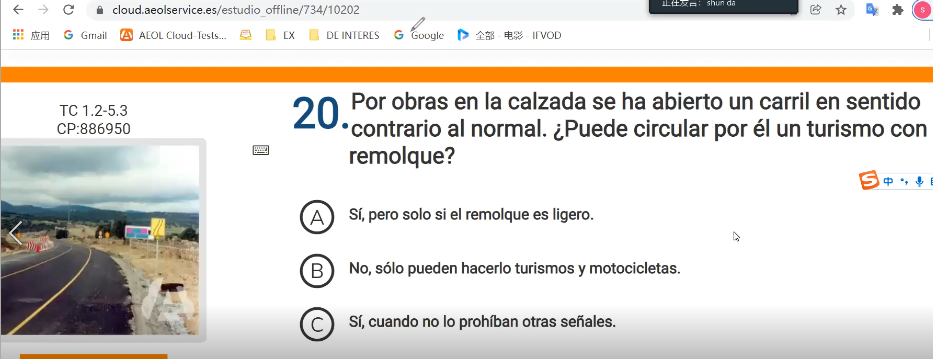 cloud.aeolservice.es/estudio_offline/734/10202
正在发言: shun da
应用
Gmail
AEOL Cloud-Tests...
EX
DE INTERES
Google
全部 - 电影 - IFVOD
TC 1.2-5.3
CP:886950
20.
Por obras en la calzada se ha abierto un carril en sentido
contrario al normal. ¿Puede circular por él un turismo con
remolque?
A Sí, pero solo si el remolque es ligero.
B No, sólo pueden hacerlo turismos y motocicletas.
C Sí, cuando no lo prohíban otras señales.
中